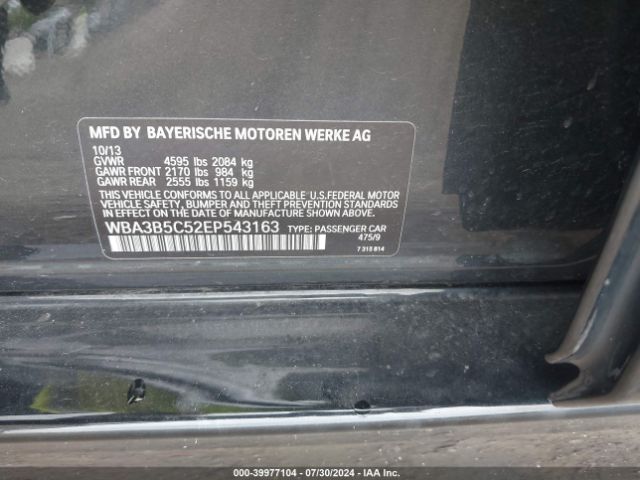 MFD BY BAYERISCHE MOTOREN WERKE AG
10/13
GVWR 4595 lbs 2084 kg
GAWR FRONT 2170 lbs 984 kg
GAWR REAR 2555 lbs 1159 kg
THIS VEHICLE CONFORMS TO ALL APPLICABLE U.S.FEDERAL MOTOR
VEHICLE SAFETY, BUMPER AND THEFT PREVENTION STANDARDS
IN EFFECT ON THE DATE OF MANUFACTURE SHOWN ABOVE.
WBA3B5C52EP543163 TYPE: PASSENGER CAR
475/9
7 315 814
000-39977104 / 07/30/2024 - IAA Inc.